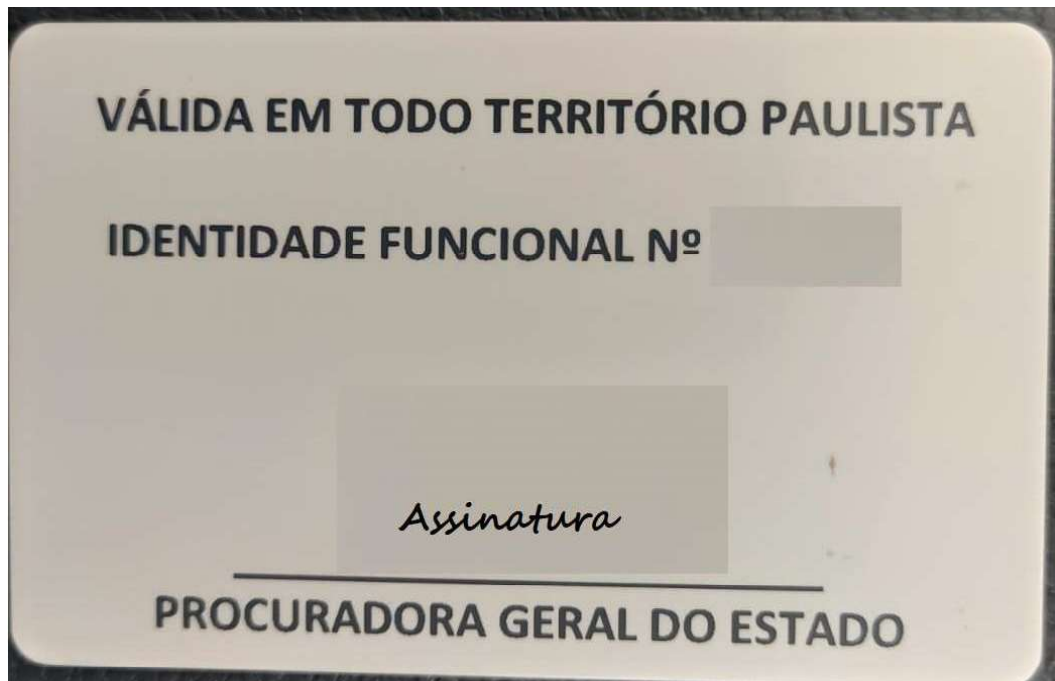 VÁLIDA EM TODO TERRITÓRIO PAULISTA
IDENTIDADE FUNCIONAL Nº
Assinatura
PROCURADORA GERAL DO ESTADO